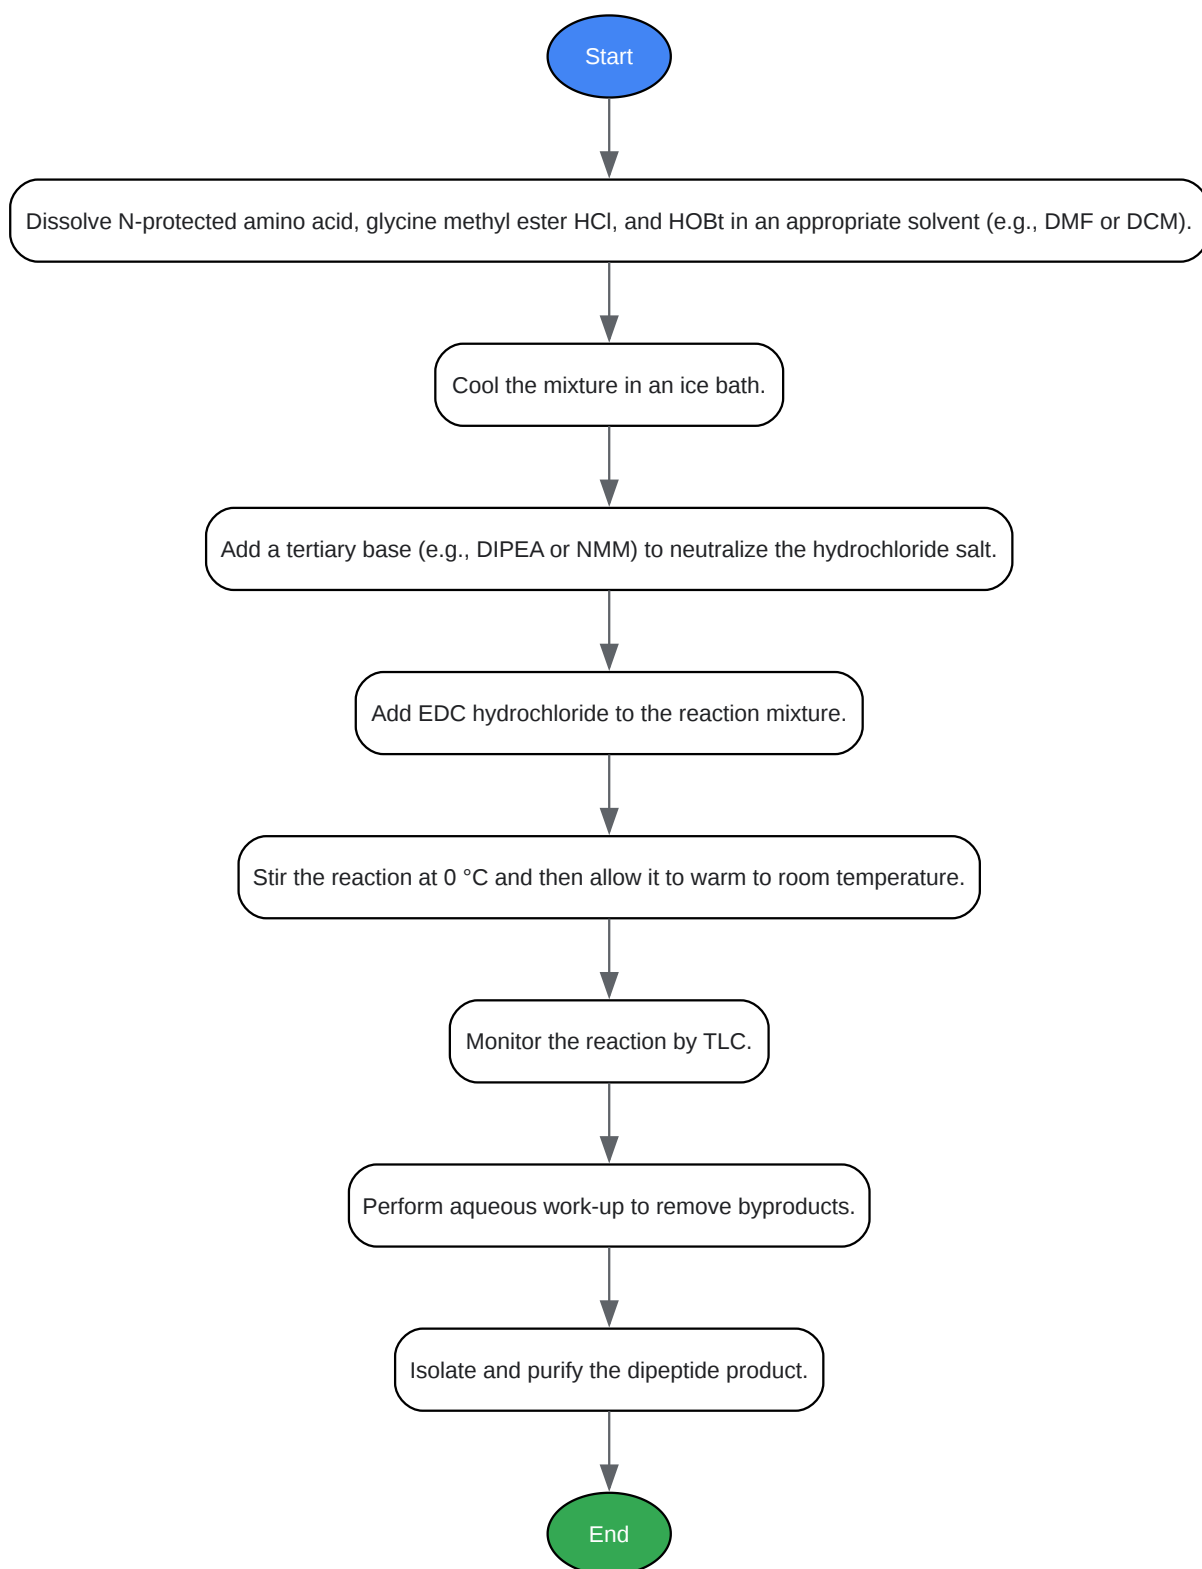 Start
Dissolve N-protected amino acid, glycine methyl ester HCl, and HOBt in an appropriate solvent (e.g., DMF or DCM).
Cool the mixture in an ice bath.
Add a tertiary base (e.g., DIPEA or NMM) to neutralize the hydrochloride salt.
Add EDC hydrochloride to the reaction mixture.
Stir the reaction at 0 °C and then allow it to warm to room temperature.
Monitor the reaction by TLC.
Perform aqueous work-up to remove byproducts.
Isolate and purify the dipeptide product.
End